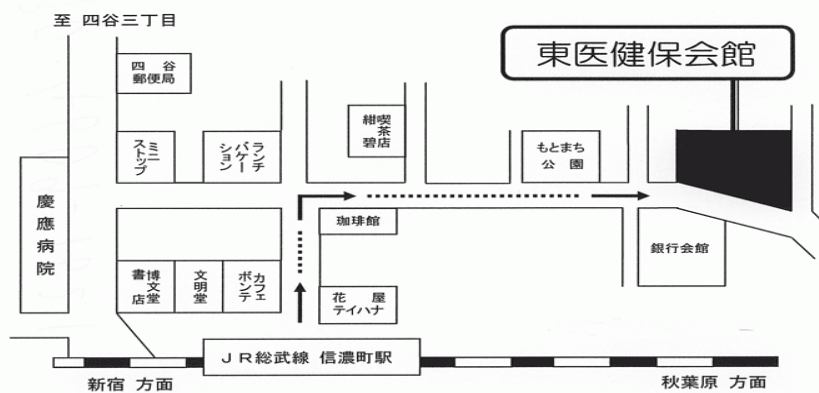 至 四谷三丁目
東医健保会館
四 谷
郵便局
ミニ
ストップ
ランチ
バケー
ション
喫茶店
紺碧
もとまち
公 園
慶應病院
珈琲館
銀行会館
博文堂
書店
文明堂
カフェ
ボンテ
花 屋
テイハナ
JR総武線 信濃町駅
新宿 方面
秋葉原 方面